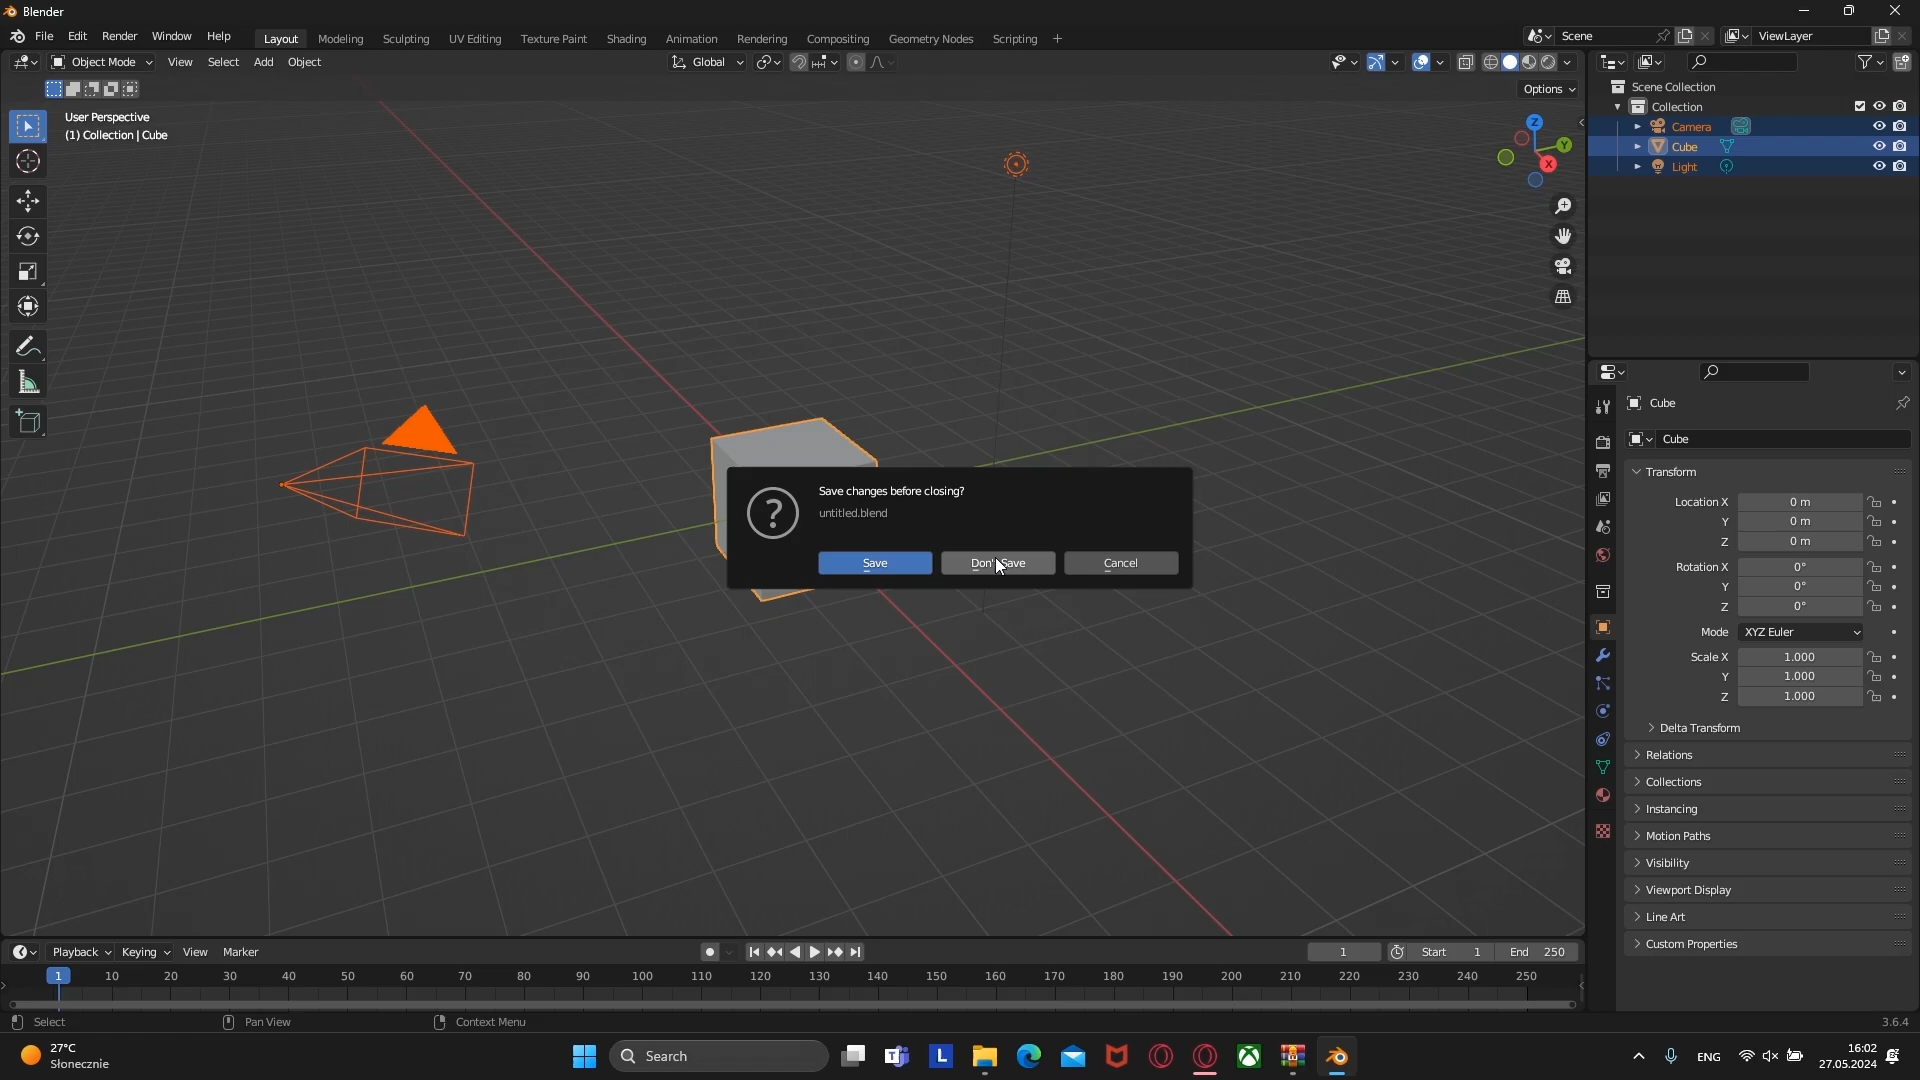 Blender
File Edit Render Window Help Layout Modeling Sculpting UV Editing Texture Paint Shading Animation Rendering Compositing Geometry Nodes Scripting + Scene ViewLayer
Object Mode View Select Add Object Global
Options
User Perspective
(1) Collection | Cube
Z
Y
X
Scene Collection
Collection
Camera
Cube
Light
Cube
Cube
Transform
Location X 0 m
Y 0 m
Z 0 m
Rotation X 0°
Y 0°
Z 0°
Mode XYZ Euler
Scale X 1.000
Y 1.000
Z 1.000
Delta Transform
Relations
Collections
Instancing
Motion Paths
Visibility
Viewport Display
Line Art
Custom Properties
Save changes before closing?
untitled.blend
Save Don't Save Cancel
Playback Keying View Marker 1 Start 1 End 250
1 10 20 30 40 50 60 70 80 90 100 110 120 130 140 150 160 170 180 190 200 210 220 230 240 250
Select Pan View Context Menu 3.6.4
27°C
Słonecznie
Search
ENG
16:02
27.05.2024